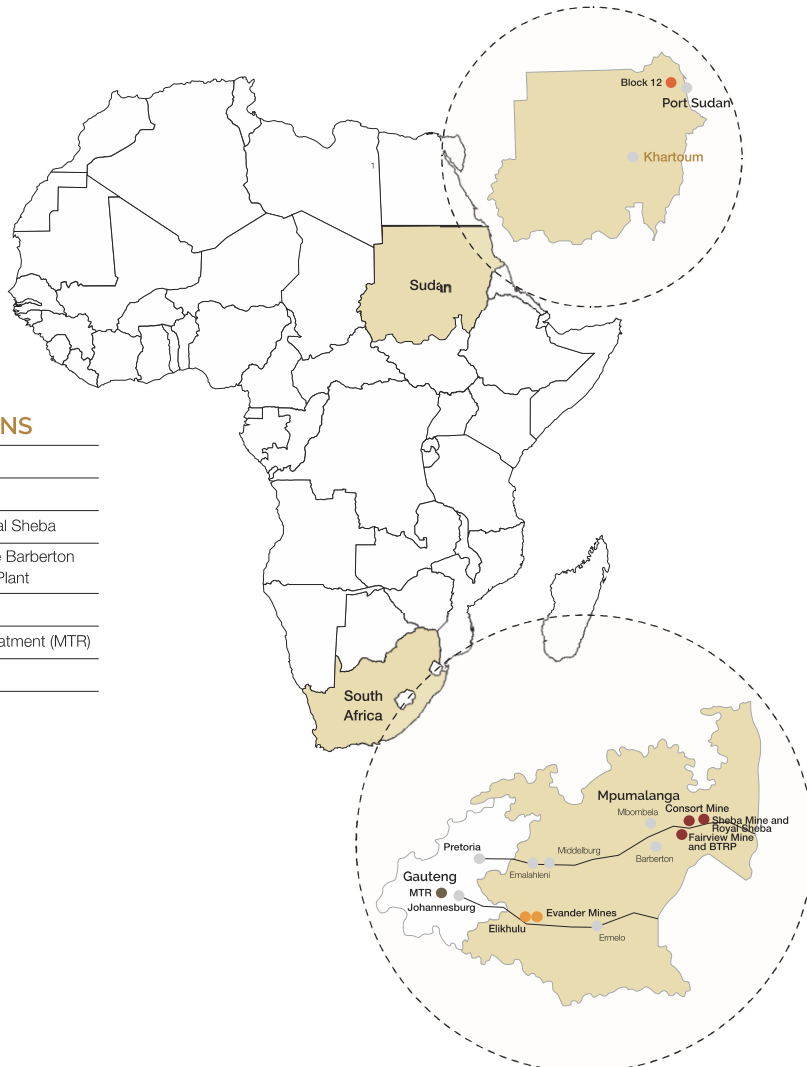 Block 12
Port Sudan
Khartoum
1
Sudan
NS
al Sheba
e Barberton
Plant
atment (MTR)
South
Africa
Mpumalanga
Consort Mine
Mbombela
Sheba Mine and
Royal Sheba
Fairview Mine
and BTRP
Pretoria
Middelburg
Barberton
Emalahleni
Gauteng
MTR
Johannesburg
Evander Mines
Elikhulu
Ermelo